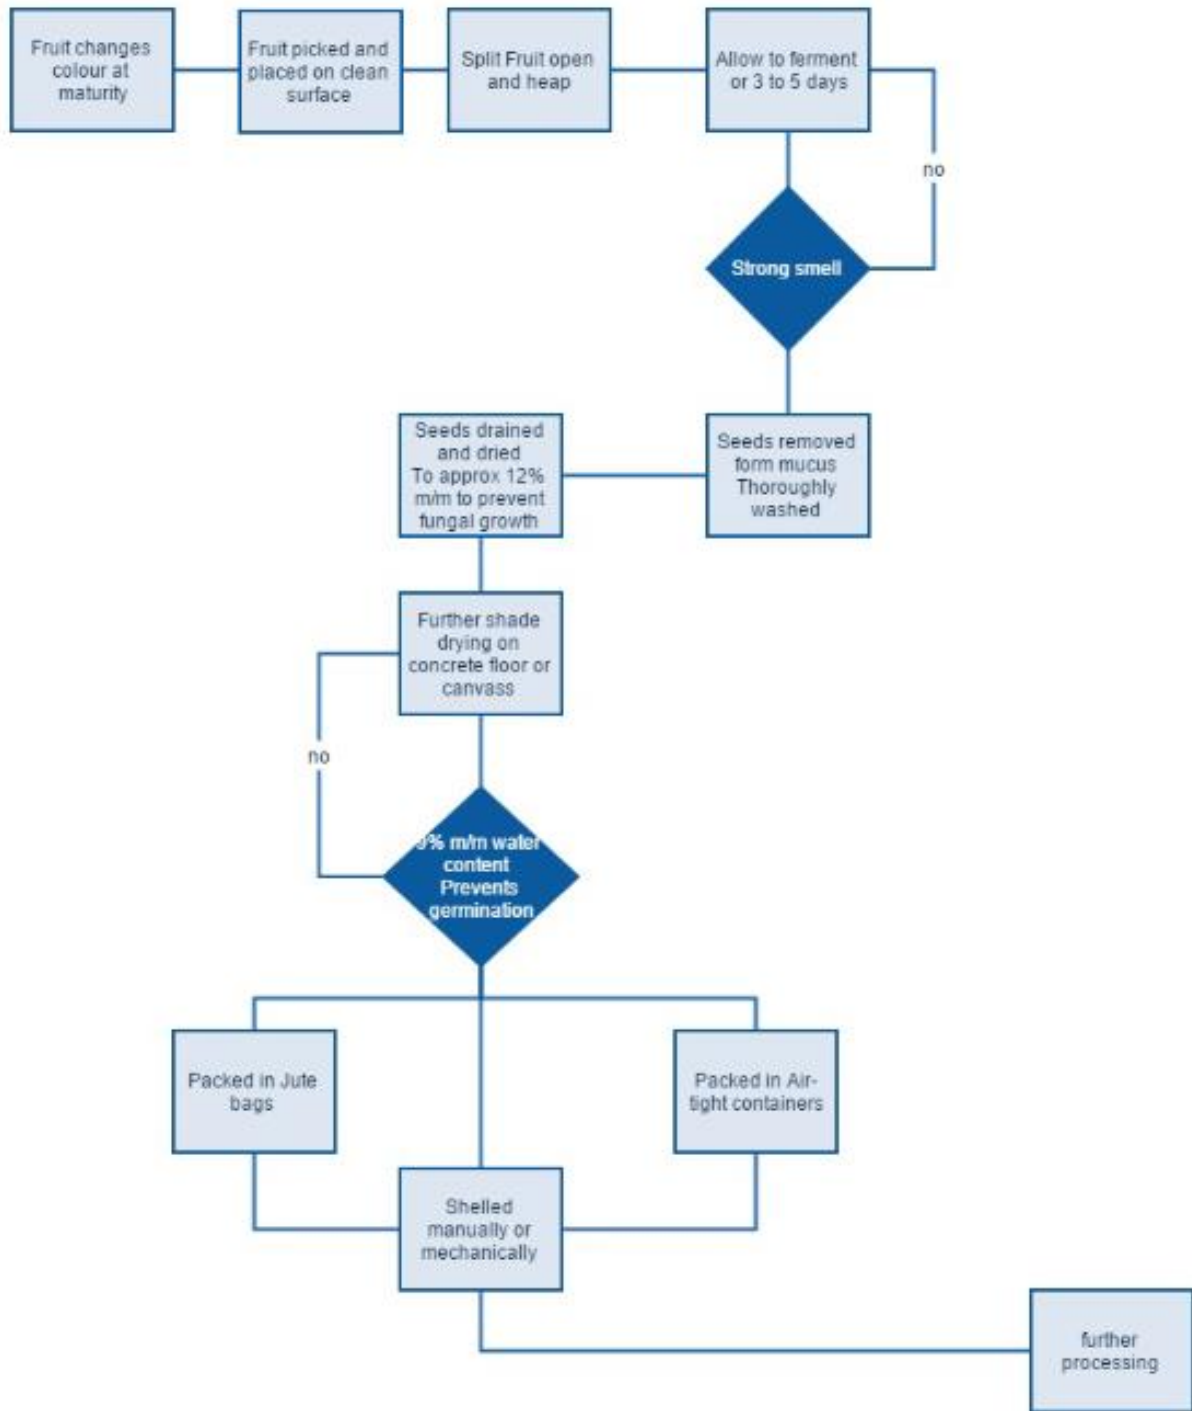 Fruit changes
colour at
maturity
Fruit picked and
placed on clean
surface
Split Fruit open
and heap
Allow to ferment
or 3 to 5 days
no
Strong smell
Seeds removed
form mucus
Thoroughly
washed
Seeds drained
and dried
To approx 12%
m/m to prevent
fungal growth
Further shade
drying on
concrete floor or
canvass
no
9% m/m water
content
Prevents
germination
Packed in Jute
bags
Packed in Air-
tight containers
Shelled
manually or
mechanically
further
processing